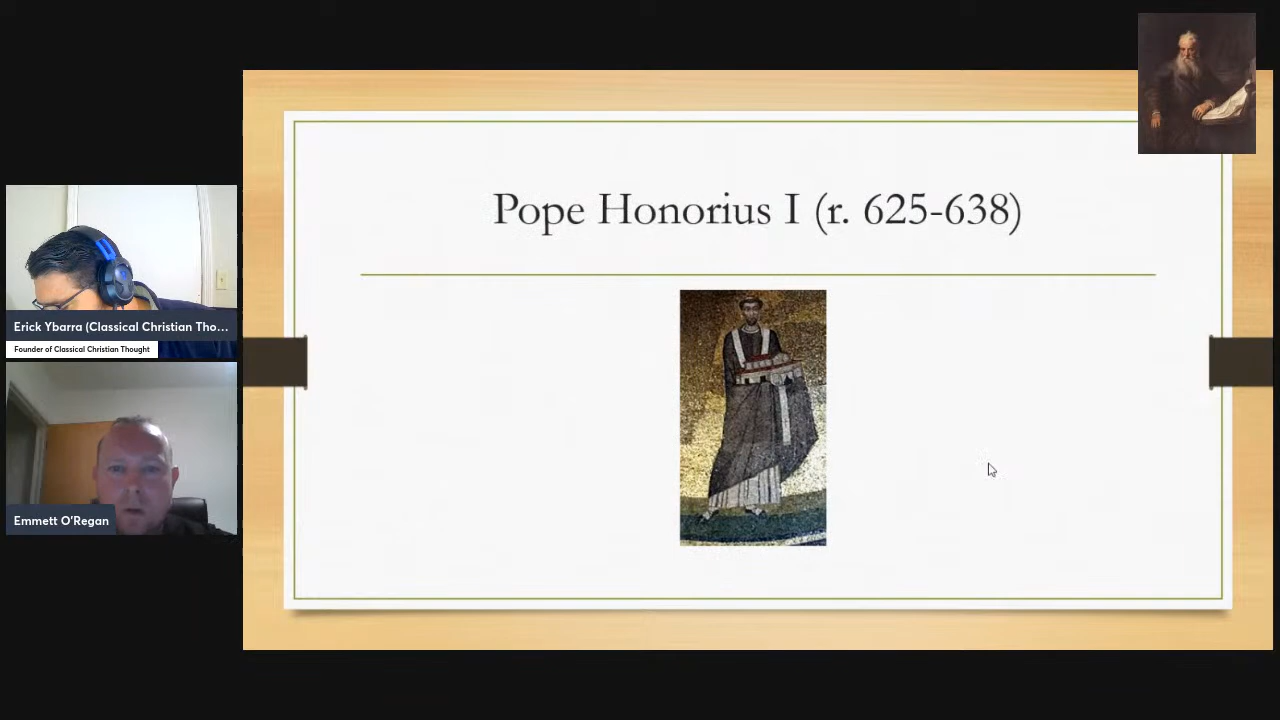 Pope Honorius I (r. 625-638)
Erick Ybarra (Classical Christian Tho...
Founder of Classical Christian Thought
Emmett O'Regan